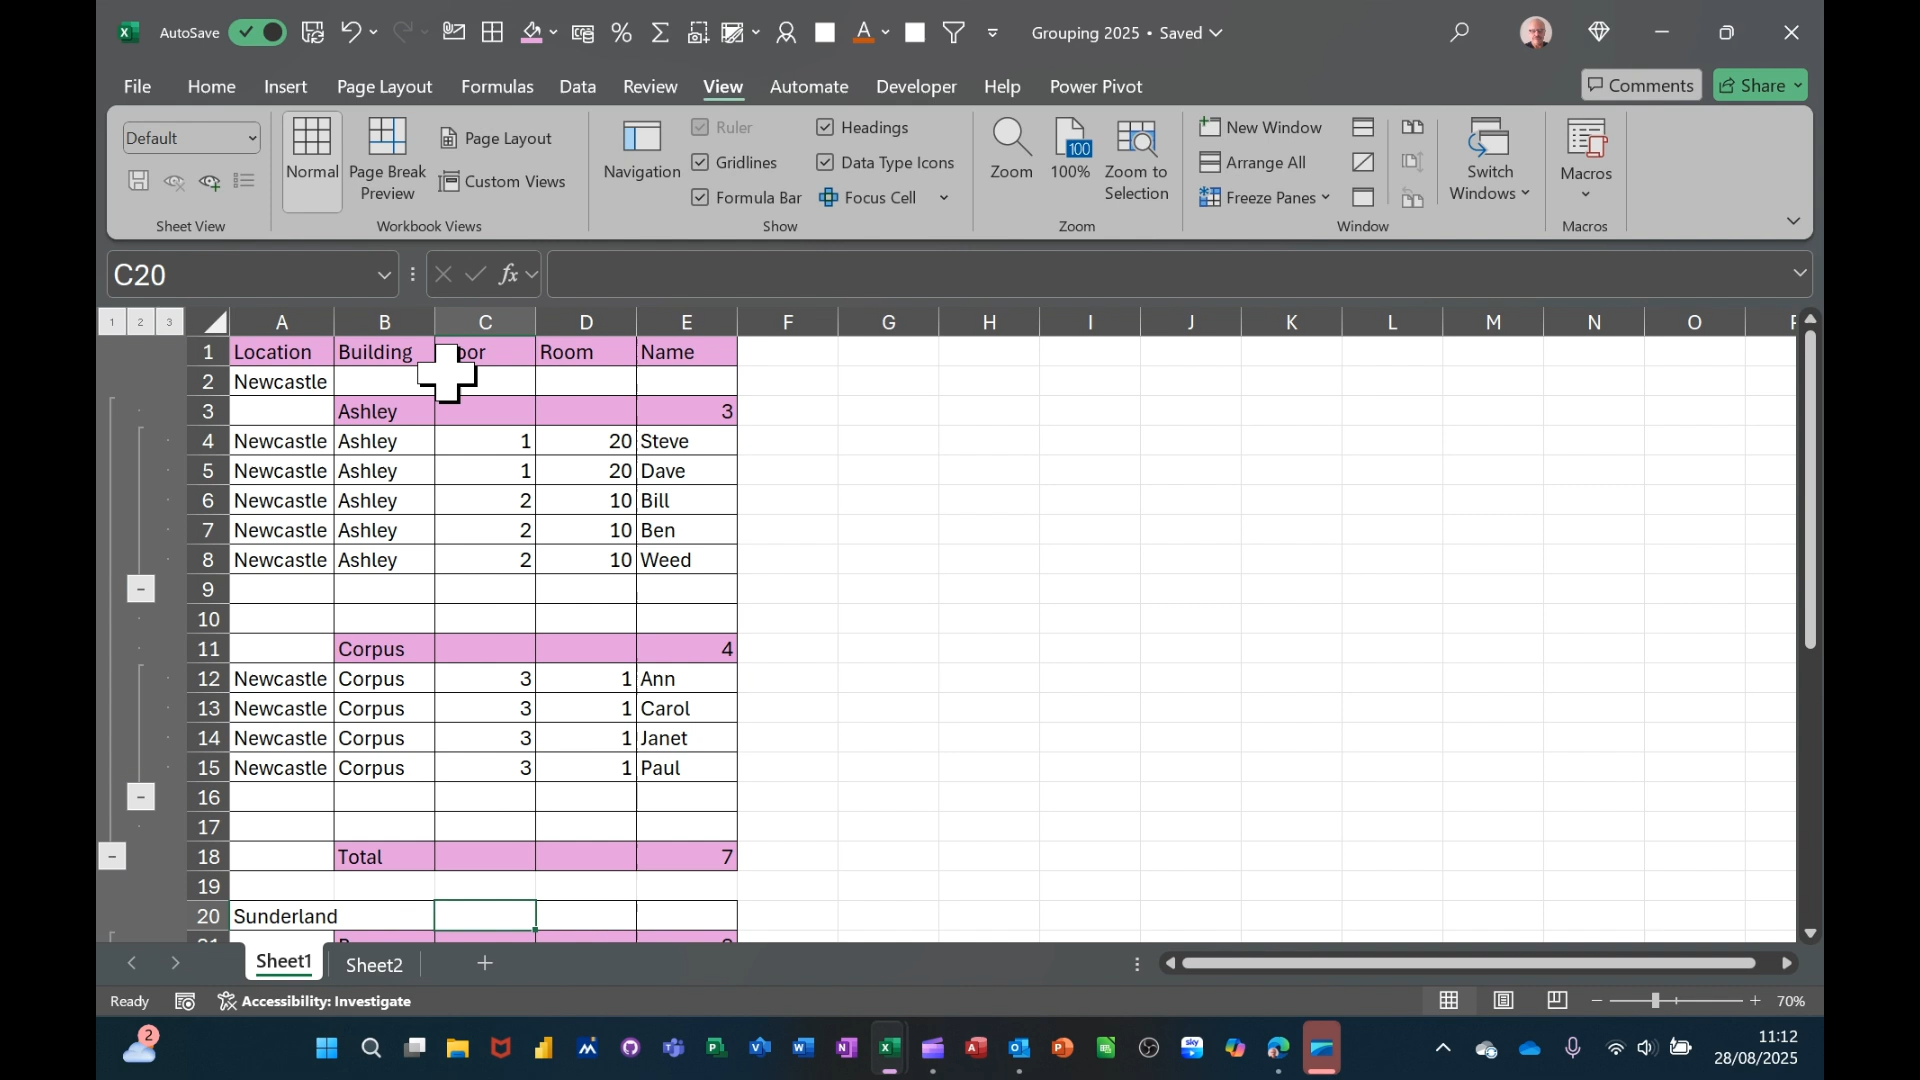 AutoSave
Grouping 2025 • Saved
File Home Insert Page Layout Formulas Data Review View Automate Developer Help Power Pivot
Comments Share
Default
Normal
Page Break Preview
Page Layout
Custom Views
Navigation
Ruler
Headings
Gridlines
Data Type Icons
Formula Bar
Focus Cell
Zoom
100
100%
Zoom to Selection
New Window
Arrange All
Freeze Panes
Switch Windows
Macros
Sheet View Workbook Views Show Zoom Window Macros
C20 fx
1 2 3 A B C D E F G H I J K L M N O
1 Location Building Room Name
2 Newcastle
3 Ashley 3
4 Newcastle Ashley 1 20 Steve
5 Newcastle Ashley 1 20 Dave
6 Newcastle Ashley 2 10 Bill
7 Newcastle Ashley 2 10 Ben
8 Newcastle Ashley 2 10 Weed
9
10
11 Corpus 4
12 Newcastle Corpus 3 1 Ann
13 Newcastle Corpus 3 1 Carol
14 Newcastle Corpus 3 1 Janet
15 Newcastle Corpus 3 1 Paul
16
17
18 Total 7
19
20 Sunderland
Sheet1 Sheet2
Ready Accessibility: Investigate 70%
2
sky
11:12
28/08/2025